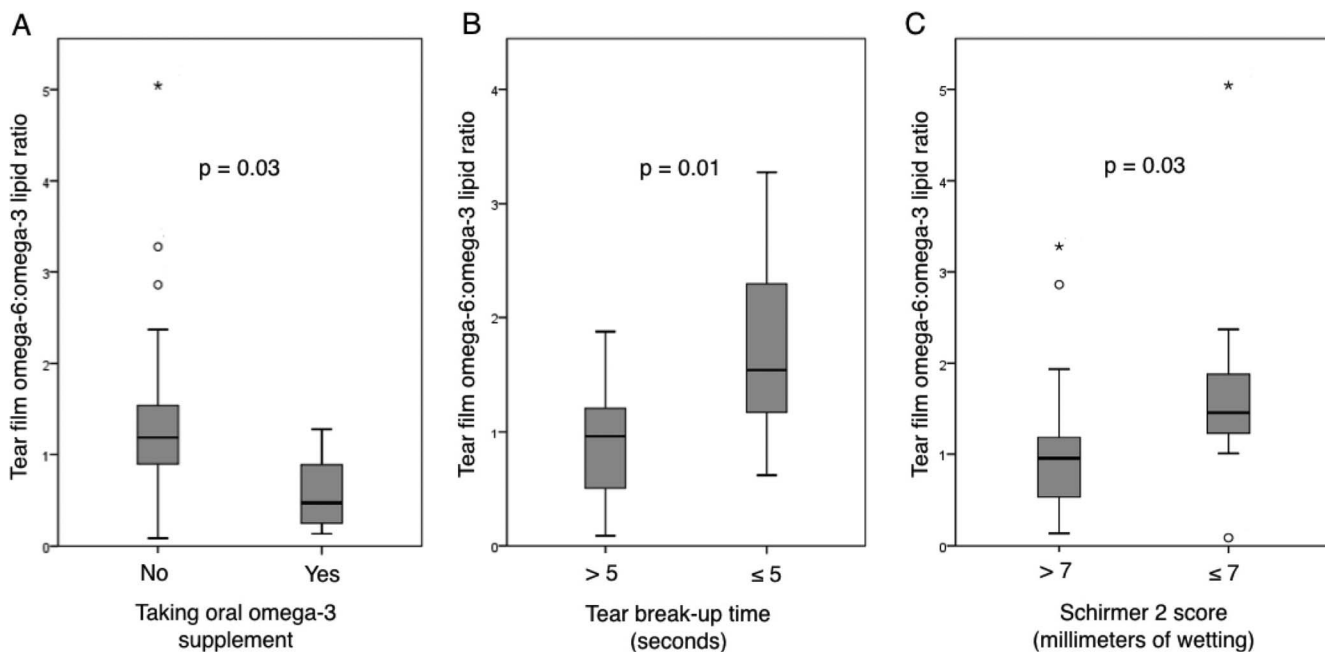 A
Tear film omega-6:omega-3 lipid ratio
5
4
3
2
1
0
p = 0.03
No
Yes
Taking oral omega-3
supplement
B
Tear film omega-6:omega-3 lipid ratio
4
3
2
1
0
p = 0.01
> 5
≤ 5
Tear break-up time
(seconds)
C
Tear film omega-6:omega-3 lipid ratio
5
4
3
2
1
0
p = 0.03
> 7
≤ 7
Schirmer 2 score
(millimeters of wetting)